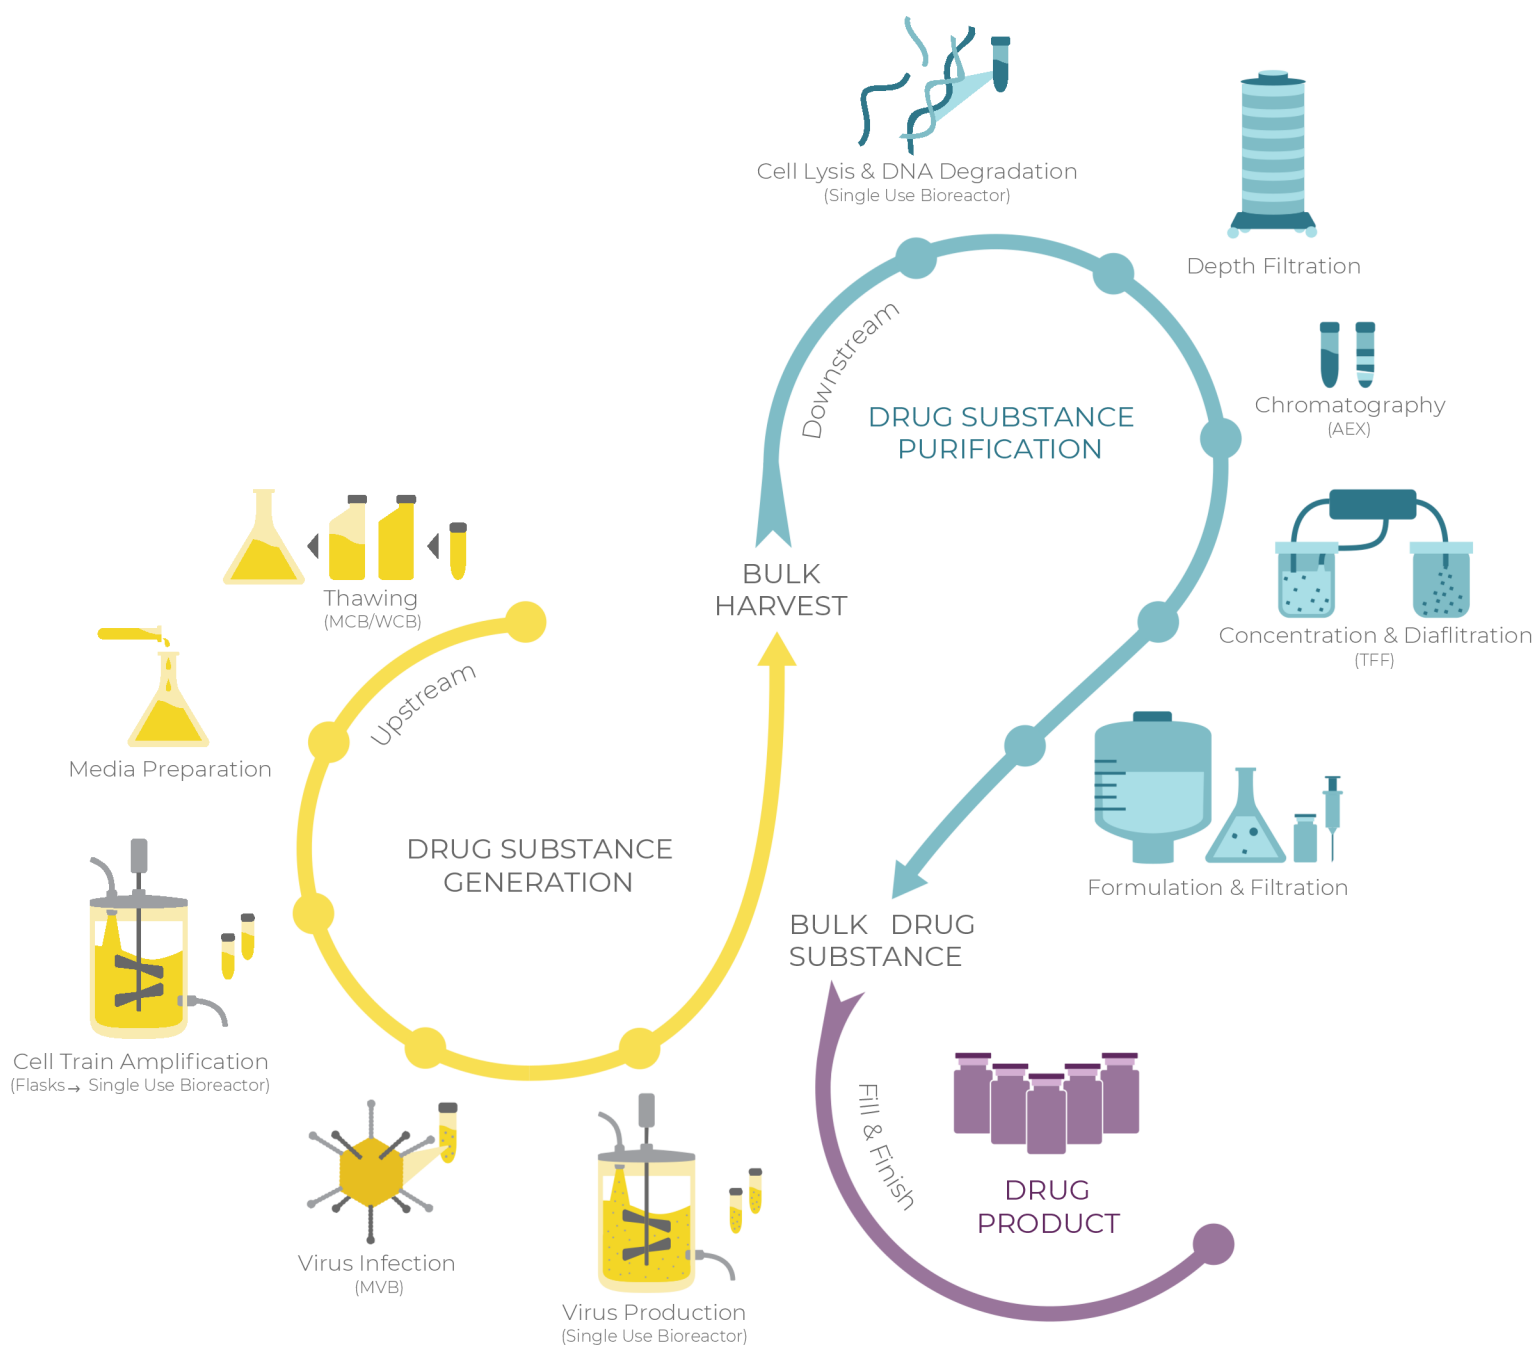 Thawing
(MCB/WCB)
Upstream
Media Preparation
DRUG SUBSTANCE
GENERATION
Cell Train Amplification
(Flasks→ Single Use Bioreactor)
Virus Infection
(MVB)
Virus Production
(Single Use Bioreactor)
BULK
HARVEST
Downstream
DRUG SUBSTANCE
PURIFICATION
Cell Lysis & DNA Degradation
(Single Use Bioreactor)
Depth Filtration
Chromatography
(AEX)
Concentration & Diaflitration
(TFF)
Formulation & Filtration
BULK DRUG
SUBSTANCE
Fill & Finish
DRUG
PRODUCT